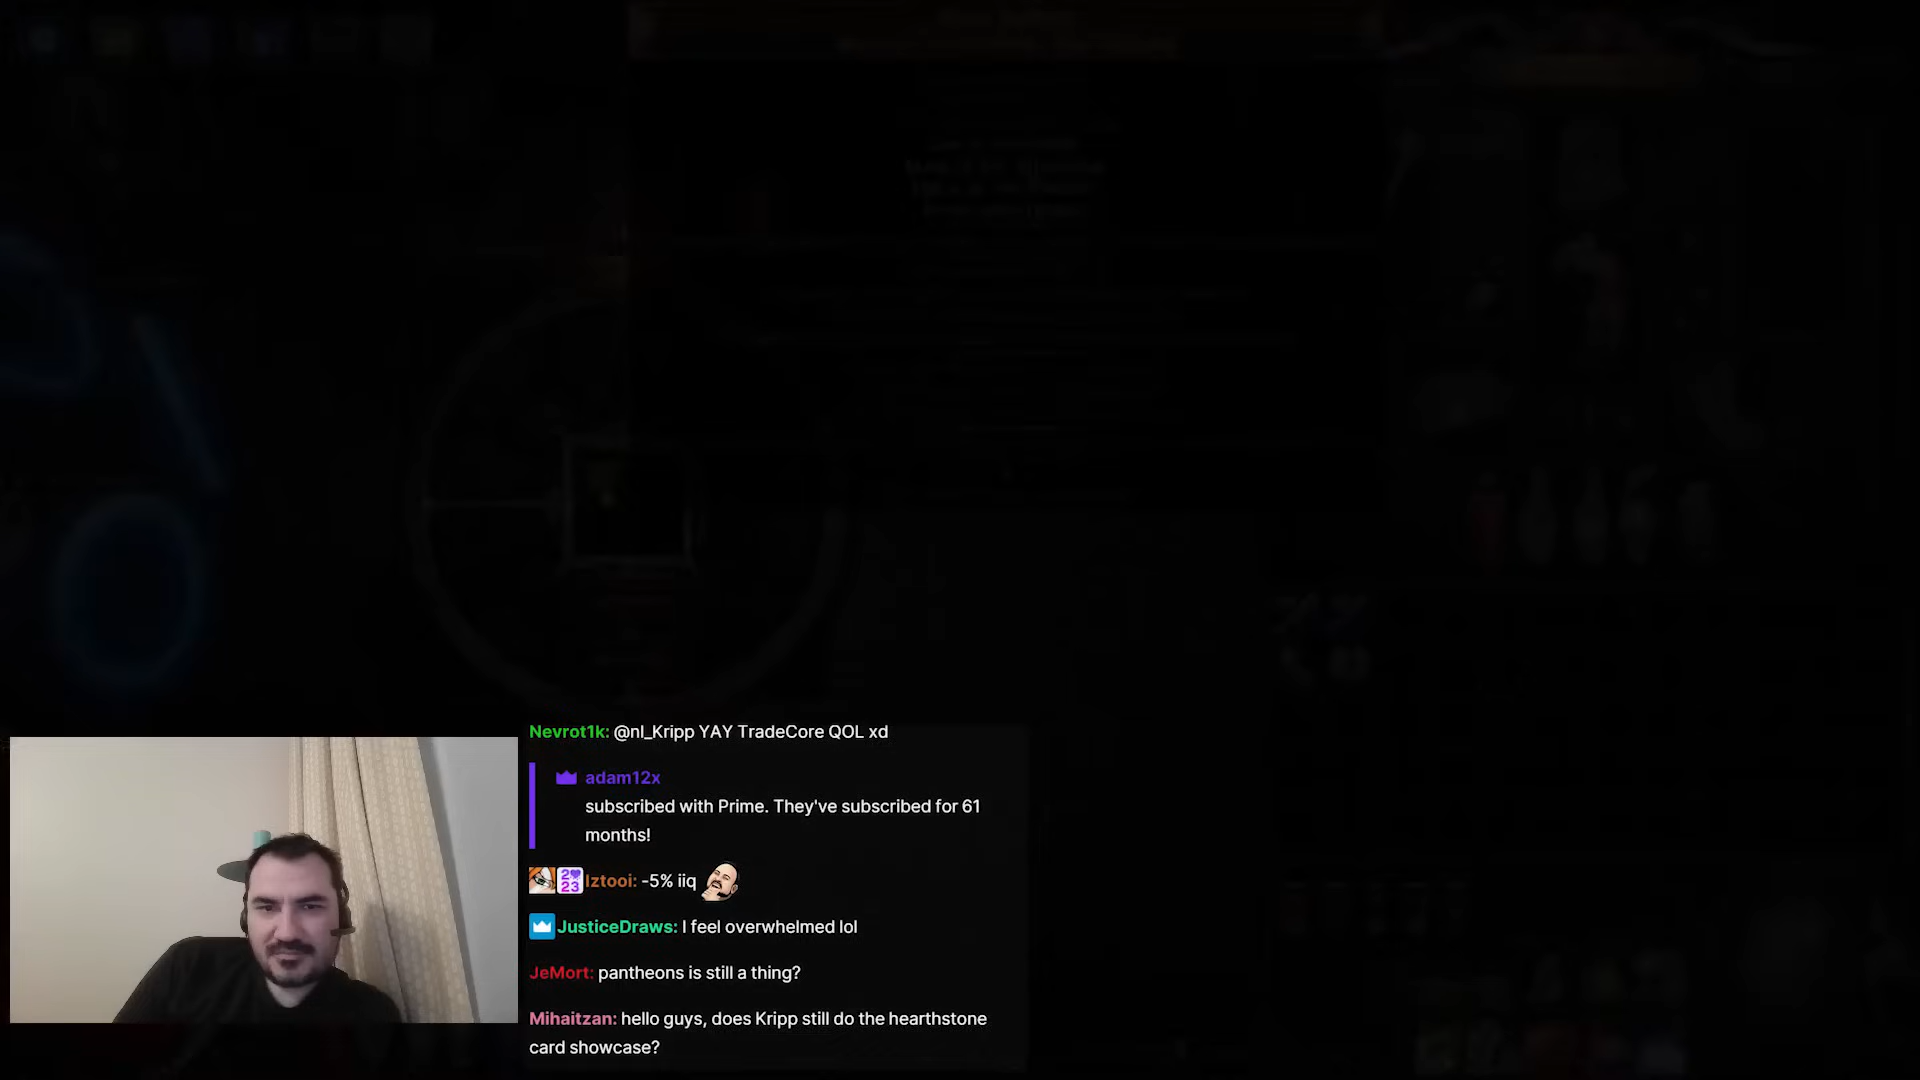 Nevrot1k: @nl_Kripp YAY TradeCore QOL xd
adam12x
subscribed with Prime. They've subscribed for 61
months!
Iztooi: -5% iiq
JusticeDraws: I feel overwhelmed lol
JeMort: pantheons is still a thing?
Mihaitzan: hello guys, does Kripp still do the hearthstone
card showcase?